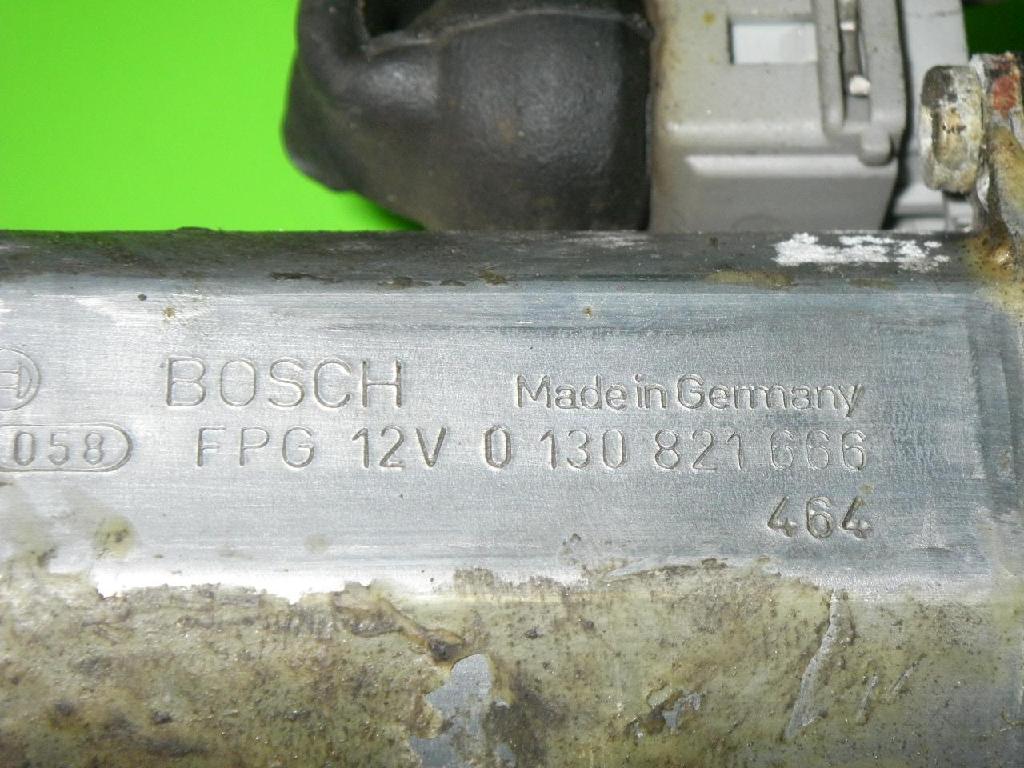 BOSCH Made in Germany
058 FPG 12V 0 130 821 666
464